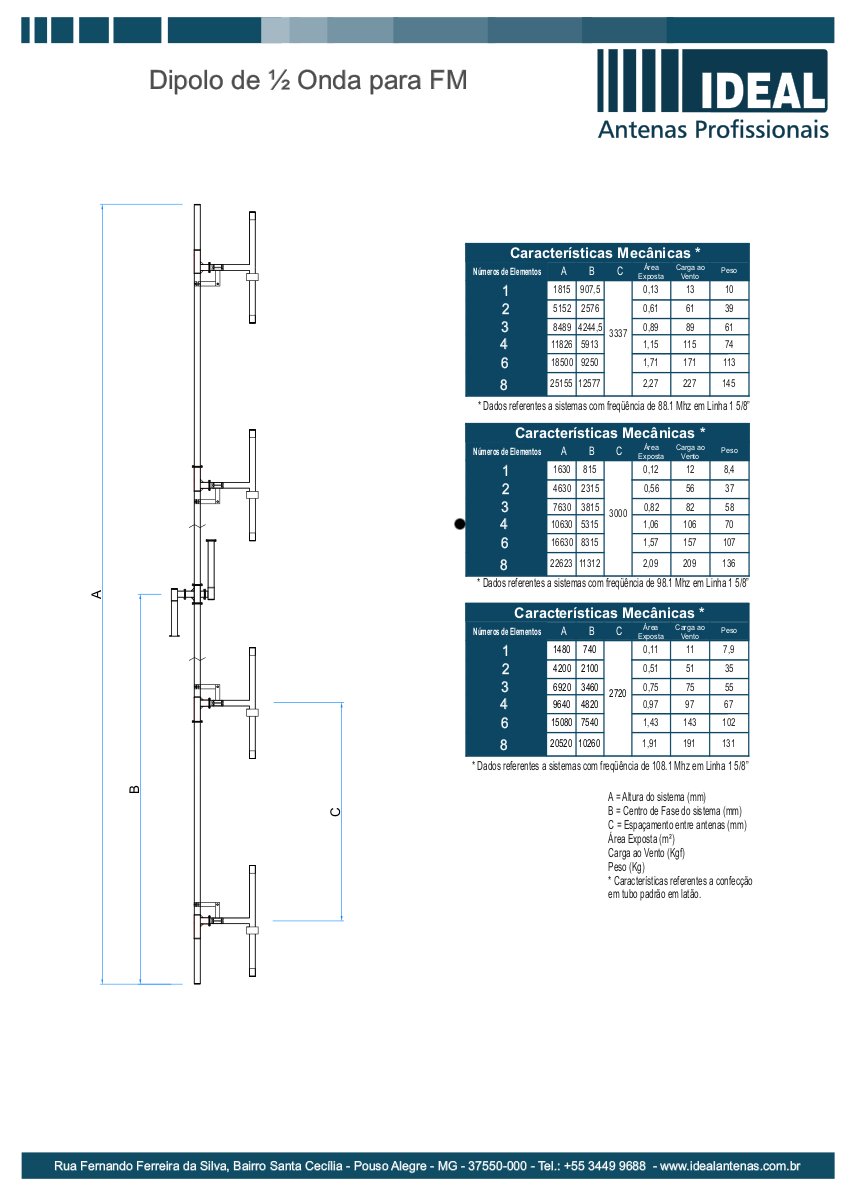 Dipolo de ½ Onda para FM
IDEAL
Antenas Profissionais
Características Mecânicas *
Números de Elementos A B C Área Exposta Carga ao Vento Peso
1 1815 907,5 3337 0,13 13 10
2 5152 2576 0,61 61 39
3 8489 4244,5 0,89 89 61
4 11826 5913 1,15 115 74
6 18500 9250 1,71 171 113
8 25155 12577 2,27 227 145
* Dados referentes a sistemas com freqüência de 88.1 Mhz em Linha 1 5/8”
Características Mecânicas *
Números de Elementos A B C Área Exposta Carga ao Vento Peso
1 1630 815 3000 0,12 12 8,4
2 4630 2315 0,56 56 37
3 7630 3815 0,82 82 58
4 10630 5315 1,06 106 70
6 16630 8315 1,57 157 107
8 22623 11312 2,09 209 136
* Dados referentes a sistemas com freqüência de 98.1 Mhz em Linha 1 5/8”
Características Mecânicas *
Números de Elementos A B C Área Exposta Carga ao Vento Peso
1 1480 740 2720 0,11 11 7,9
2 4200 2100 0,51 51 35
3 6920 3460 0,75 75 55
4 9640 4820 0,97 97 67
6 15080 7540 1,43 143 102
8 20520 10260 1,91 191 131
* Dados referentes a sistemas com freqüência de 108.1 Mhz em Linha 1 5/8”
A
B
C
A = Altura do sistema (mm)
B = Centro de Fase do sistema (mm)
C = Espaçamento entre antenas (mm)
Área Exposta (m²)
Carga ao Vento (Kgf)
Peso (Kg)
* Características referentes a confecção
em tubo padrão em latão.
Rua Fernando Ferreira da Silva, Bairro Santa Cecília - Pouso Alegre - MG - 37550-000 - Tel.: +55 3449 9688 - www.idealantenas.com.br